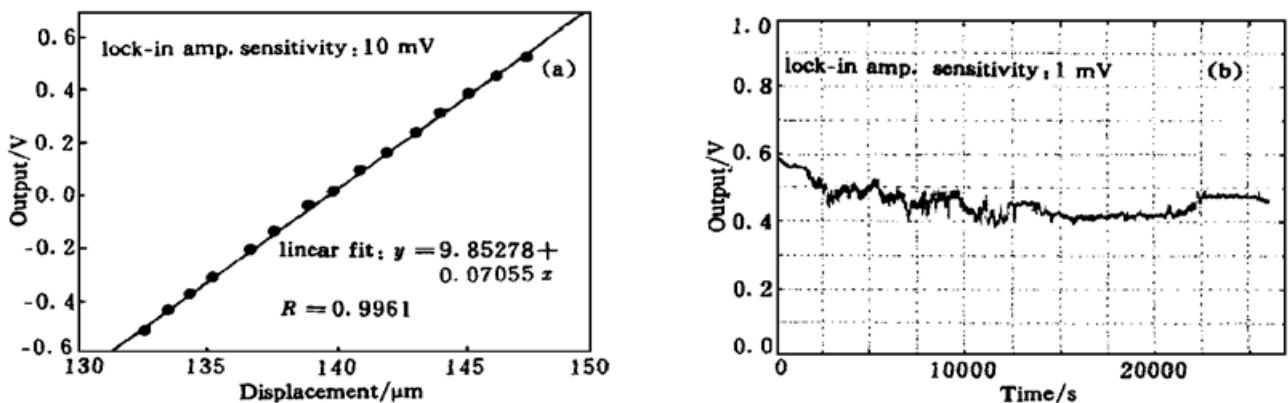 0.6
0.4
0.2
0.0
-0.2
-0.4
-0.6
Output/V
lock-in amp. sensitivity: 10 mV
(a)
linear fit: y = 9.85278 +
0.07055 x
R = 0.9961
130
135
140
145
150
Displacement/μm
1.0
0.8
0.6
0.4
0.2
0.0
Output/V
lock-in amp. sensitivity: 1 mV
(b)
10000
20000
Time/s